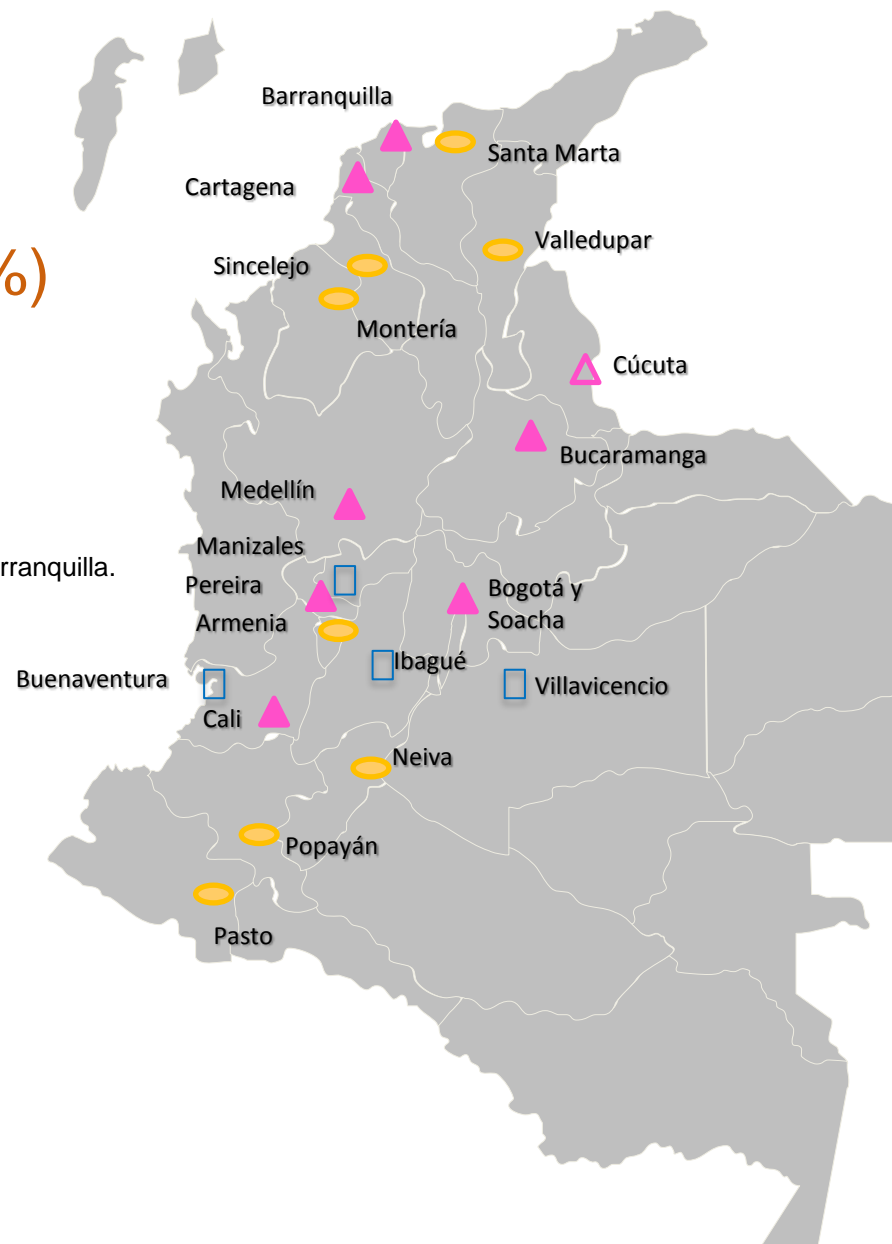 Barranquilla
Santa Marta
Cartagena
Valledupar
%)
Sincelejo
Montería
Cúcuta
Bucaramanga
Medellín
Manizales
rranquilla.
Pereira
Bogotá y
Soacha
Armenia
Ibagué
Buenaventura
Villavicencio
Cali
Neiva
Popayán
Pasto